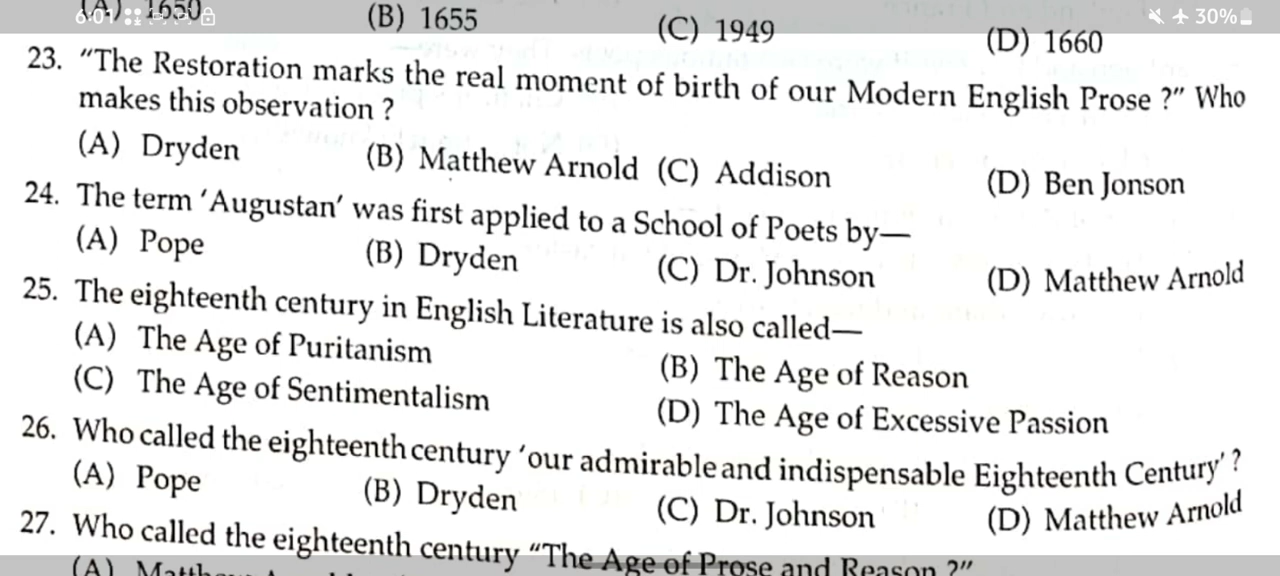 (A) 1650 (B) 1655 (C) 1949 (D) 1660
6:01 30%
23. “The Restoration marks the real moment of birth of our Modern English Prose ?” Who
makes this observation ?
(A) Dryden (B) Matthew Arnold (C) Addison (D) Ben Jonson
24. The term ‘Augustan’ was first applied to a School of Poets by—
(A) Pope (B) Dryden (C) Dr. Johnson (D) Matthew Arnold
25. The eighteenth century in English Literature is also called—
(A) The Age of Puritanism (B) The Age of Reason
(C) The Age of Sentimentalism (D) The Age of Excessive Passion
26. Who called the eighteenth century ‘our admirable and indispensable Eighteenth Century’ ?
(A) Pope (B) Dryden (C) Dr. Johnson (D) Matthew Arnold
27. Who called the eighteenth century “The Age of Prose and Reason ?”
(A)